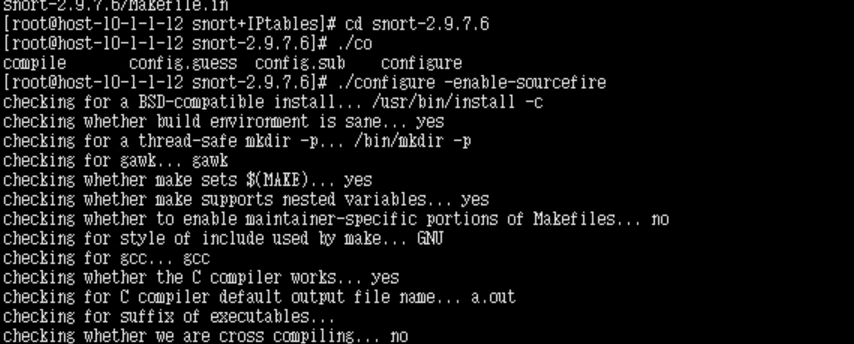 snort-2.9.7.6/Makefile.in
[root@host-10-1-1-12 snort+IPtables]# cd snort-2.9.7.6
[root@host-10-1-1-12 snort-2.9.7.6]# ./co
compile config.guess config.sub configure
[root@host-10-1-1-12 snort-2.9.7.6]# ./configure -enable-sourcefire
checking for a BSD-compatible install... /usr/bin/install -c
checking whether build environment is sane... yes
checking for a thread-safe mkdir -p... /bin/mkdir -p
checking for gawk... gawk
checking whether make sets $(MAKE)... yes
checking whether make supports nested variables... yes
checking whether to enable maintainer-specific portions of Makefiles... no
checking for style of include used by make... GNU
checking for gcc... gcc
checking whether the C compiler works... yes
checking for C compiler default output file name... a.out
checking for suffix of executables...
checking whether we are cross compiling... no